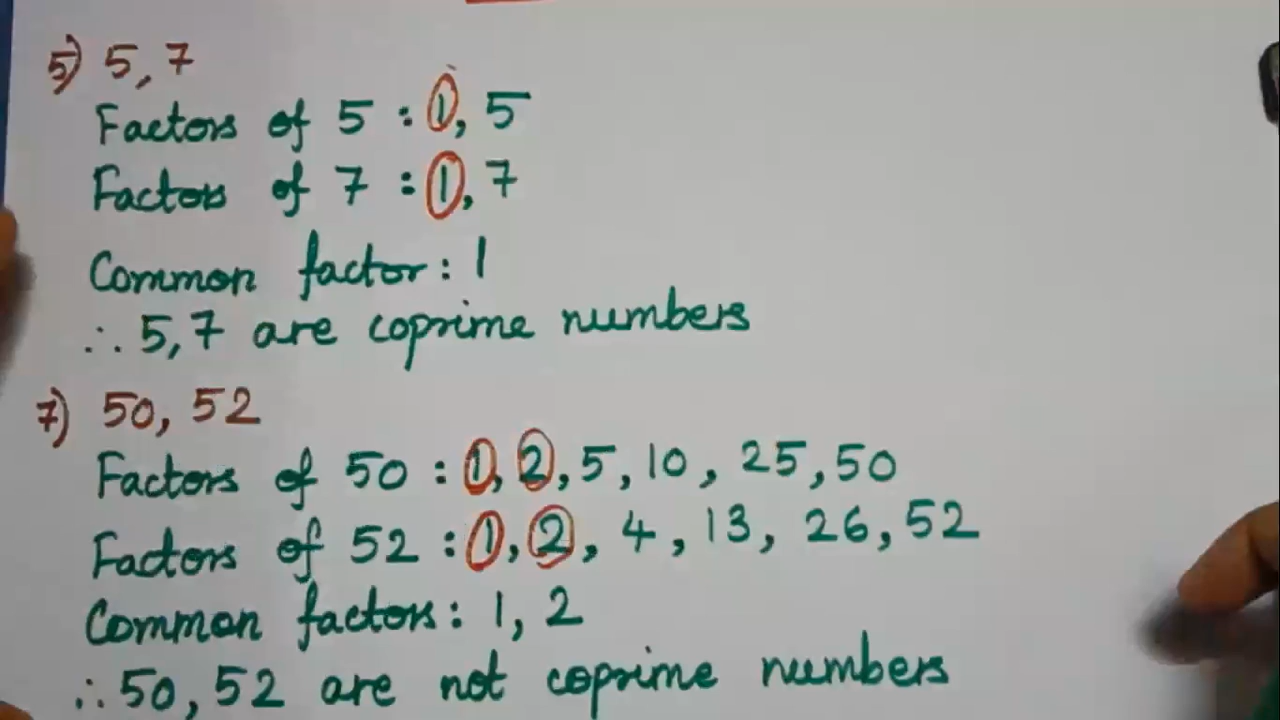 5) 5, 7
Factors of 5 : 1, 5
Factors of 7 : 1, 7
Common factor : 1
∴ 5, 7 are coprime numbers
7) 50, 52
Factors of 50 : 1, 2, 5, 10, 25, 50
Factors of 52 : 1, 2, 4, 13, 26, 52
Common factors : 1, 2
∴ 50, 52 are not coprime numbers